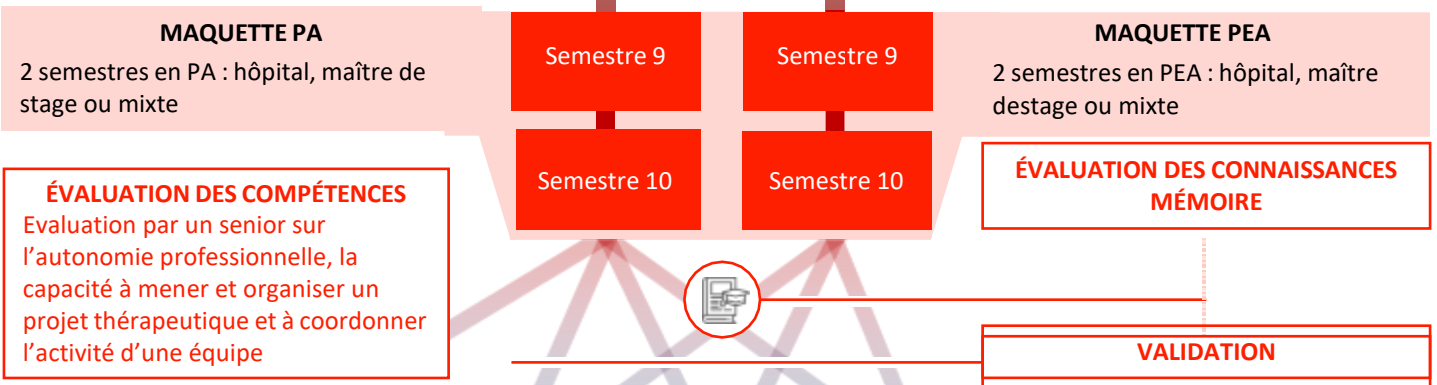 MAQUETTE PA
2 semestres en PA : hôpital, maître de
stage ou mixte
Semestre 9
Semestre 9
MAQUETTE PEA
2 semestres en PEA : hôpital, maître
destage ou mixte
Semestre 10
Semestre 10
ÉVALUATION DES COMPÉTENCES
Evaluation par un senior sur
l’autonomie professionnelle, la
capacité à mener et organiser un
projet thérapeutique et à coordonner
l’activité d’une équipe
ÉVALUATION DES CONNAISSANCES
MÉMOIRE
VALIDATION